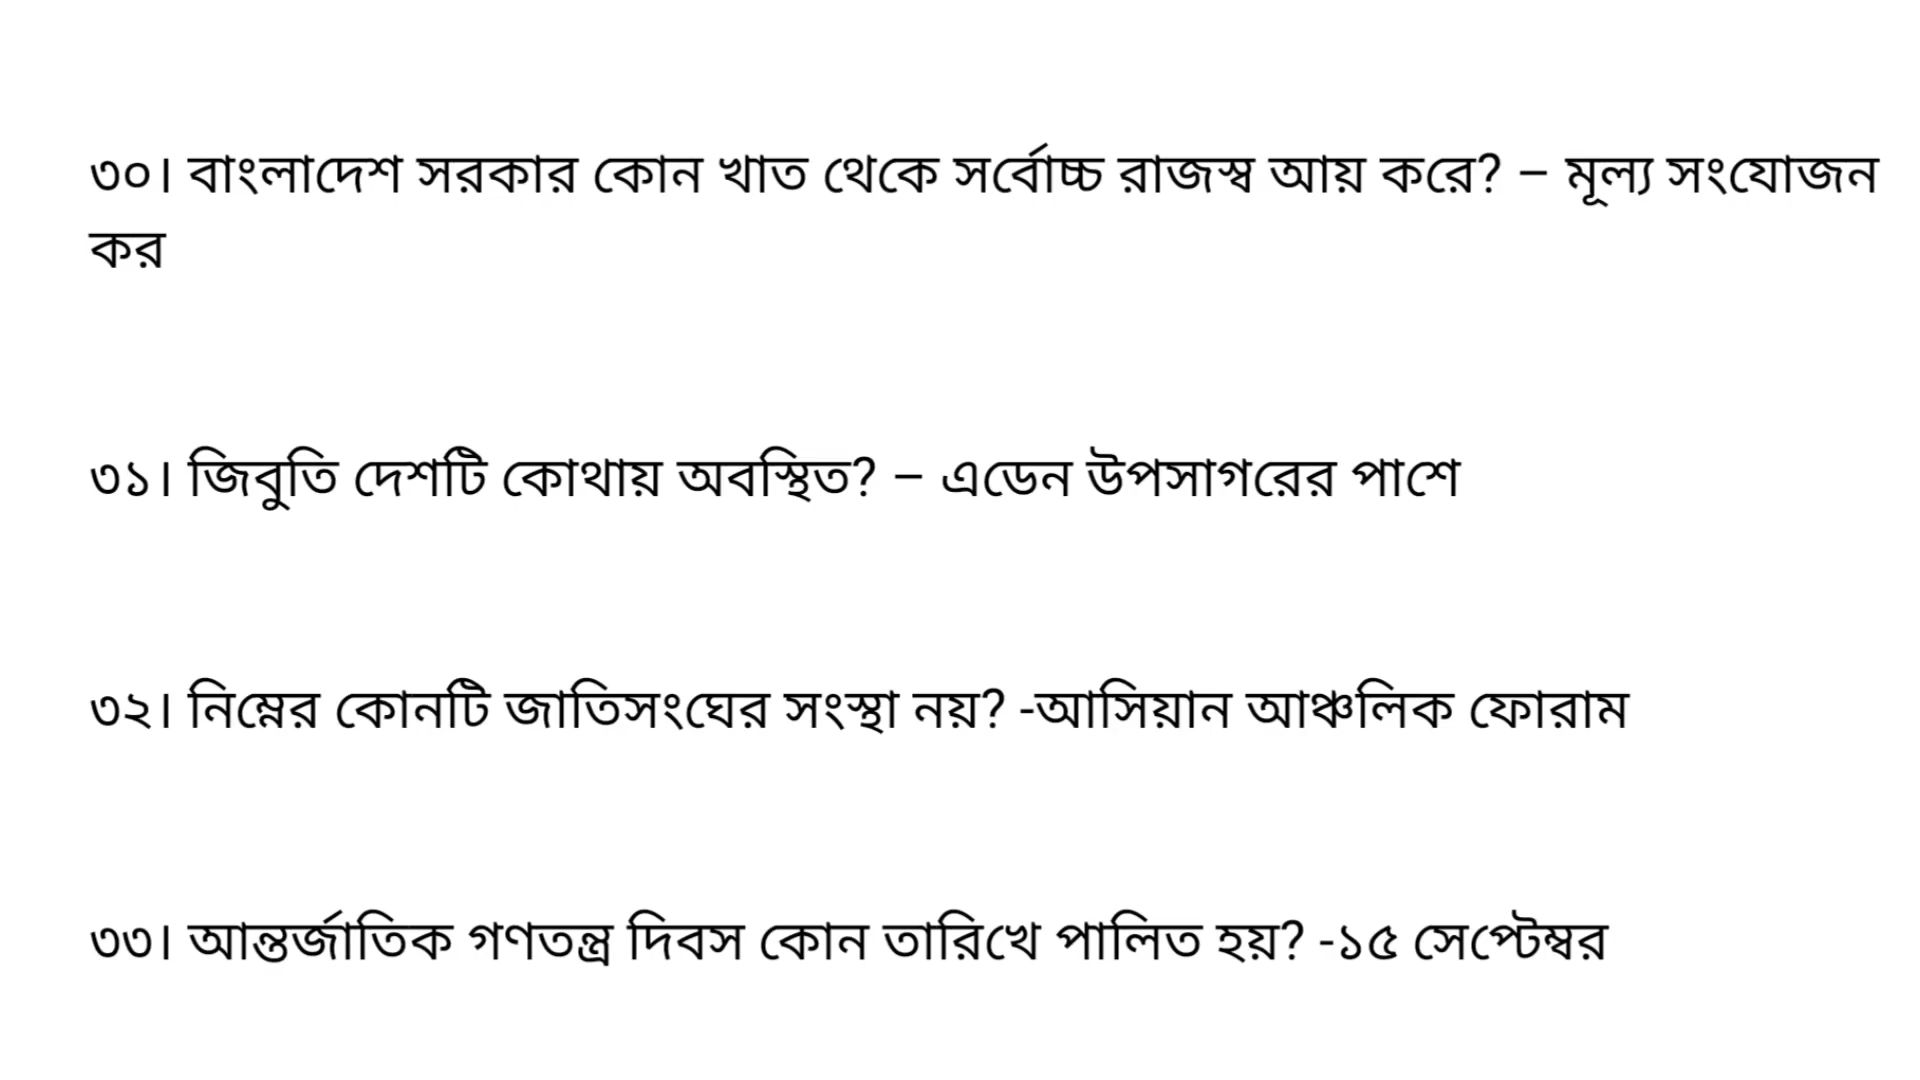 ৩০। বাংলাদেশ সরকার কোন খাত থেকে সর্বোচ্চ রাজস্ব আয় করে? – মূল্য সংযোজন
কর
৩১। জিবুতি দেশটি কোথায় অবস্থিত? – এডেন উপসাগরের পাশে
৩২। নিম্নের কোনটি জাতিসংঘের সংস্থা নয়? -আসিয়ান আঞ্চলিক ফোরাম
৩৩। আন্তর্জাতিক গণতন্ত্র দিবস কোন তারিখে পালিত হয়? -১৫ সেপ্টেম্বর